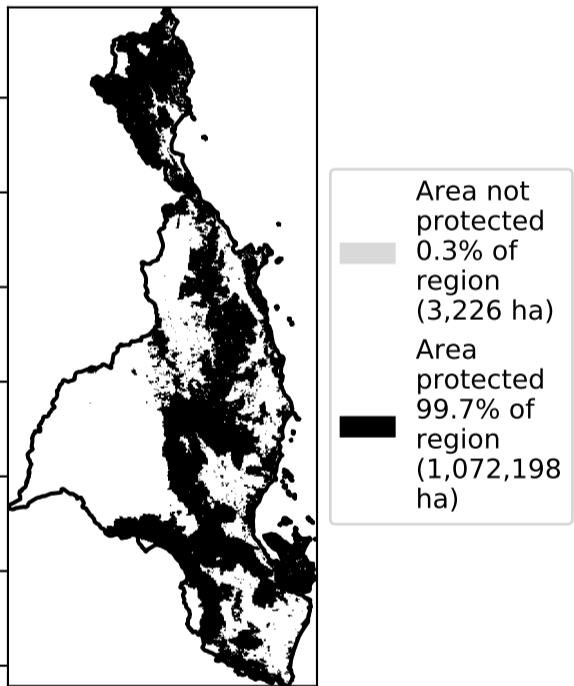 Area not
protected
0.3% of
region
(3,226 ha)
Area
protected
99.7% of
region
(1,072,198
ha)